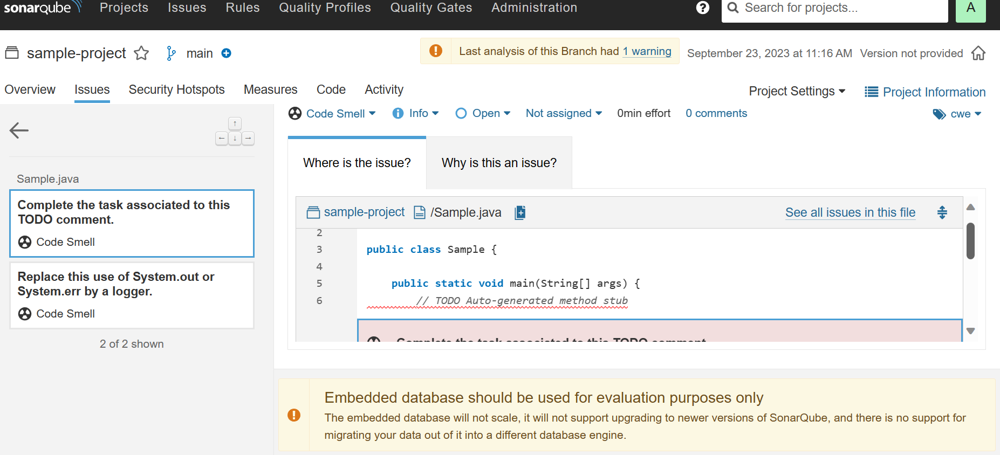 sonarqube Projects Issues Rules Quality Profiles Quality Gates Administration ? Search for projects... A
sample-project main Last analysis of this Branch had 1 warning September 23, 2023 at 11:16 AM Version not provided
Overview Issues Security Hotspots Measures Code Activity Project Settings Project Information
Code Smell Info Open Not assigned 0min effort 0 comments cwe
↑
← ↓ →
Where is the issue? Why is this an issue?
Sample.java
Complete the task associated to this
TODO comment.
Code Smell
Replace this use of System.out or
System.err by a logger.
Code Smell
2 of 2 shown
sample-project /Sample.java See all issues in this file
2
3 public class Sample {
4
5 public static void main(String[] args) {
6 // TODO Auto-generated method stub
Complete the task associated to this TODO comment.
Embedded database should be used for evaluation purposes only
The embedded database will not scale, it will not support upgrading to newer versions of SonarQube, and there is no support for
migrating your data out of it into a different database engine.